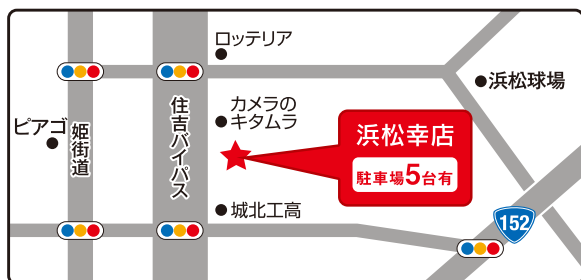 ロッテリア
浜松球場
カメラの
キタムラ
ピアゴ
姫街道
住吉バイパス
浜松幸店
駐車場5台有
城北工高
152